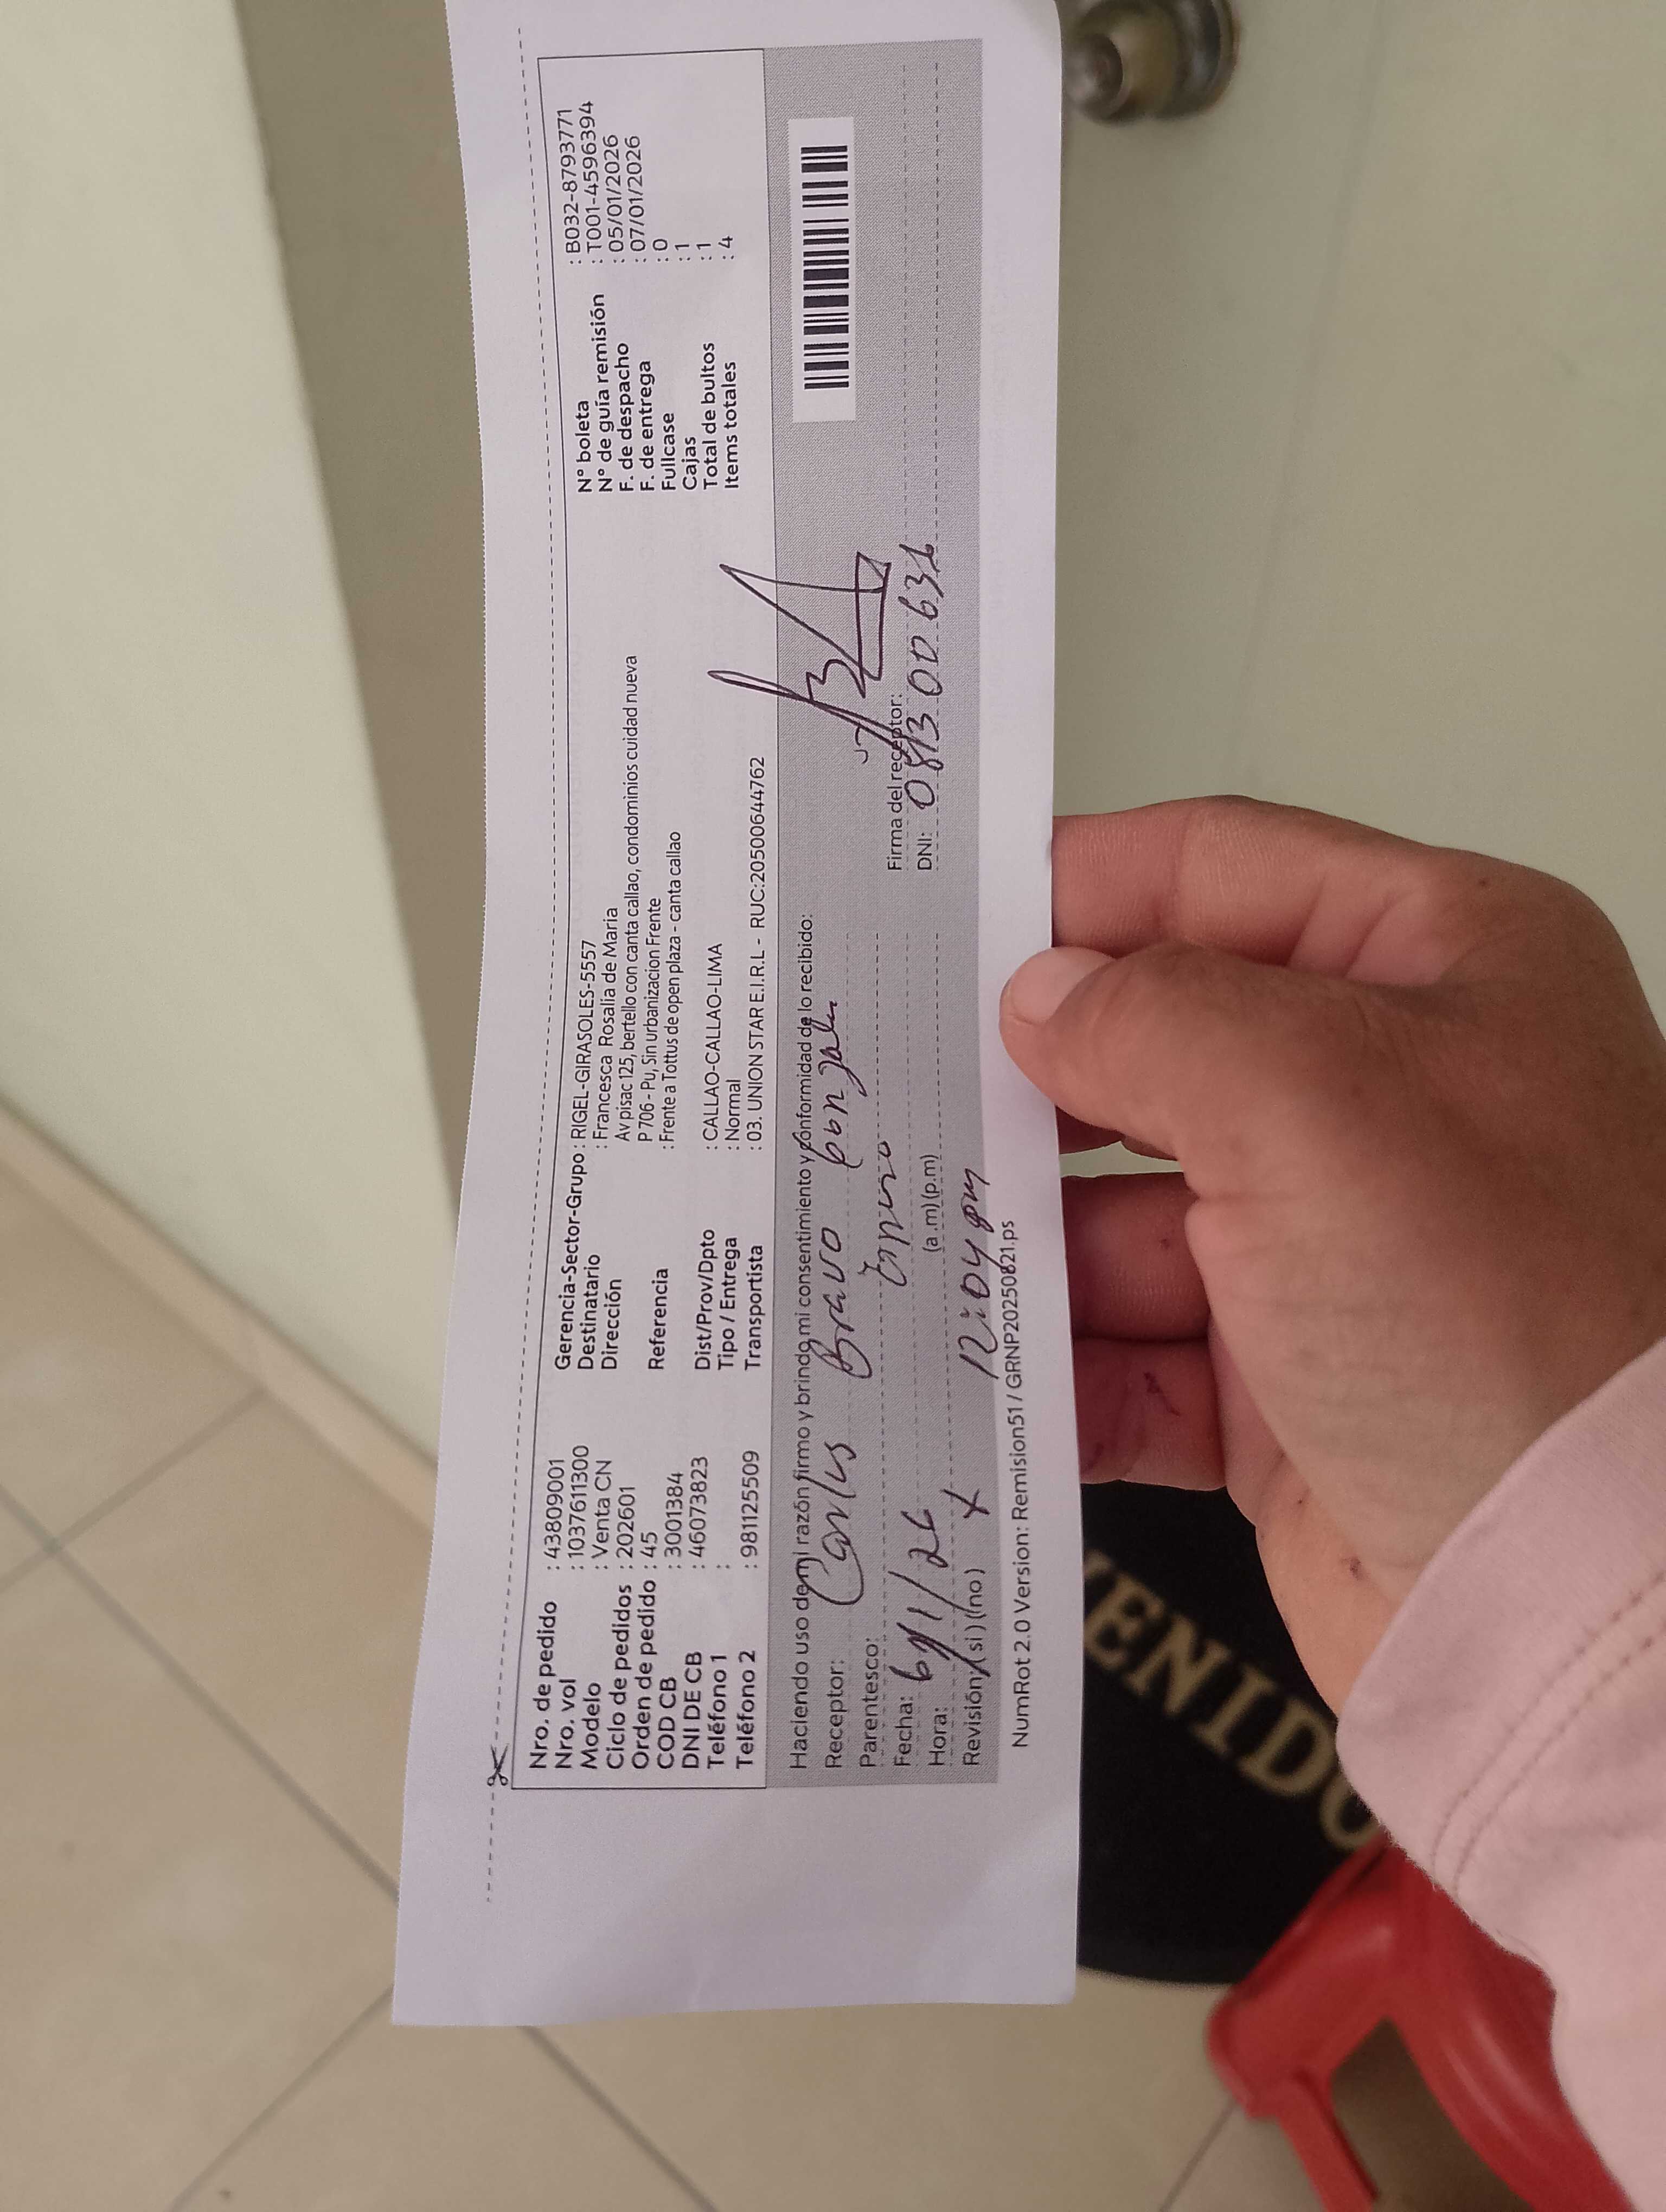 Nro. de pedido : 43809001
Nro. vol : 1037611300
Modelo : Venta CN
Ciclo de pedidos : 202601
Orden de pedido : 45
COD CB : 3001384
DNI DE CB : 46073823
Teléfono 1 :
Teléfono 2 : 981125509
Gerencia-Sector-Grupo : RIGEL-GIRASOLES-5557
Destinatario : Francesca Rosalia de Maria
Dirección Av pisac 125, bertello con canta callao, condominios cuidad nueva
P 706 - Pu, Sin urbanizacion Frente
Referencia : Frente a Tottus de open plaza - canta callao
Dist/Prov/Dpto : CALLAO-CALLAO-LIMA
Tipo / Entrega : Normal
Transportista : 03. UNION STAR E.I.R.L - RUC:20500644762
N° boleta : B032-8793771
N° de guía remisión : T001-4596394
F. de despacho : 05/01/2026
F. de entrega : 07/01/2026
Fullcase : 0
Cajas : 1
Total de bultos : 1
Items totales : 4
Haciendo uso de mi razón firmo y brindo mi consentimiento y conformidad de lo recibido:
Receptor: Carlos Bravo
Parentesco:
Fecha: 6/1/26
Hora: 12:04 pm (a.m) (p.m)
Revisión: (si) (no) X
Firma del receptor:
DNI:
NumRot 2.0 Version: Remision51 / GRNP20250821.ps
VENIDO